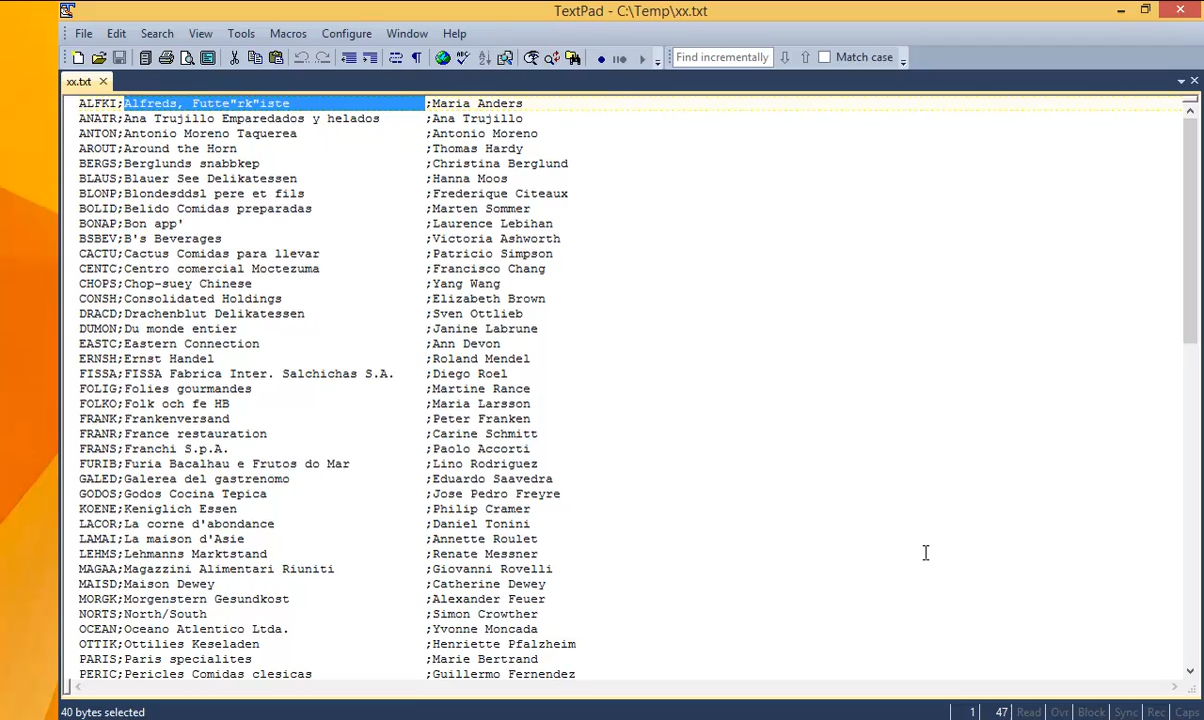 TextPad - C:\Temp\xx.txt
File Edit Search View Tools Macros Configure Window Help
Find incrementally Match case
xx.txt
ALFKI;Alfreds, Futte"rk"iste ;Maria Anders
ANATR;Ana Trujillo Emparedados y helados ;Ana Trujillo
ANTON;Antonio Moreno Taquerea ;Antonio Moreno
AROUT;Around the Horn ;Thomas Hardy
BERGS;Berglunds snabbkep ;Christina Berglund
BLAUS;Blauer See Delikatessen ;Hanna Moos
BLONP;Blondesddsl pere et fils ;Frederique Citeaux
BOLID;Belido Comidas preparadas ;Marten Sommer
BONAP;Bon app' ;Laurence Lebihan
BSBEV;B's Beverages ;Victoria Ashworth
CACTU;Cactus Comidas para llevar ;Patricio Simpson
CENTC;Centro comercial Moctezuma ;Francisco Chang
CHOPS;Chop-suey Chinese ;Yang Wang
CONSH;Consolidated Holdings ;Elizabeth Brown
DRACD;Drachenblut Delikatessen ;Sven Ottlieb
DUMON;Du monde entier ;Janine Labrune
EASTC;Eastern Connection ;Ann Devon
ERNSH;Ernst Handel ;Roland Mendel
FISSA;FISSA Fabrica Inter. Salchichas S.A. ;Diego Roel
FOLIG;Folies gourmandes ;Martine Rance
FOLKO;Folk och fe HB ;Maria Larsson
FRANK;Frankenversand ;Peter Franken
FRANR;France restauration ;Carine Schmitt
FRANS;Franchi S.p.A. ;Paolo Accorti
FURIB;Furia Bacalhau e Frutos do Mar ;Lino Rodriguez
GALED;Galerea del gastrenomo ;Eduardo Saavedra
GODOS;Godos Cocina Tepica ;Jose Pedro Freyre
KOENE;Keniglich Essen ;Philip Cramer
LACOR;La corne d'abondance ;Daniel Tonini
LAMAI;La maison d'Asie ;Annette Roulet
LEHMS;Lehmanns Marktstand ;Renate Messner
MAGAA;Magazzini Alimentari Riuniti ;Giovanni Rovelli
MAISD;Maison Dewey ;Catherine Dewey
MORGK;Morgenstern Gesundkost ;Alexander Feuer
NORTS;North/South ;Simon Crowther
OCEAN;Oceano Atlentico Ltda. ;Yvonne Moncada
OTTIK;Ottilies Keseladen ;Henriette Pfalzheim
PARIS;Paris specialites ;Marie Bertrand
PERIC;Pericles Comidas clesicas ;Guillermo Fernendez
40 bytes selected 1 47 Read Ovr Block Sync Rec Caps